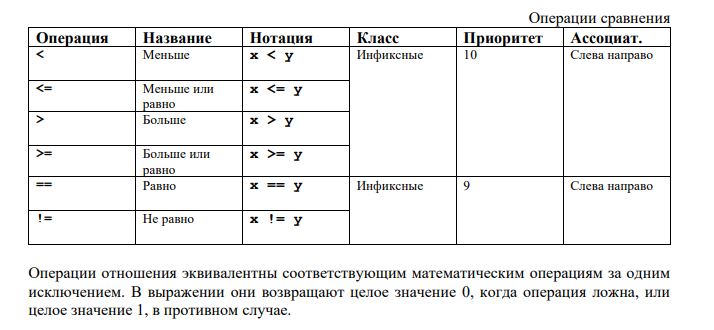 Операции сравнения
Операция Название Нотация Класс Приоритет Ассоциат.
< Меньше x < y Инфиксные 10 Слева направо
<= Меньше или x <= y
равно
> Больше x > y
>= Больше или x >= y
равно
== Равно x == y Инфиксные 9 Слева направо
!= Не равно x != y
Операции отношения эквивалентны соответствующим математическим операциям за одним
исключением. В выражении они возвращают целое значение 0, когда операция ложна, или
целое значение 1, в противном случае.